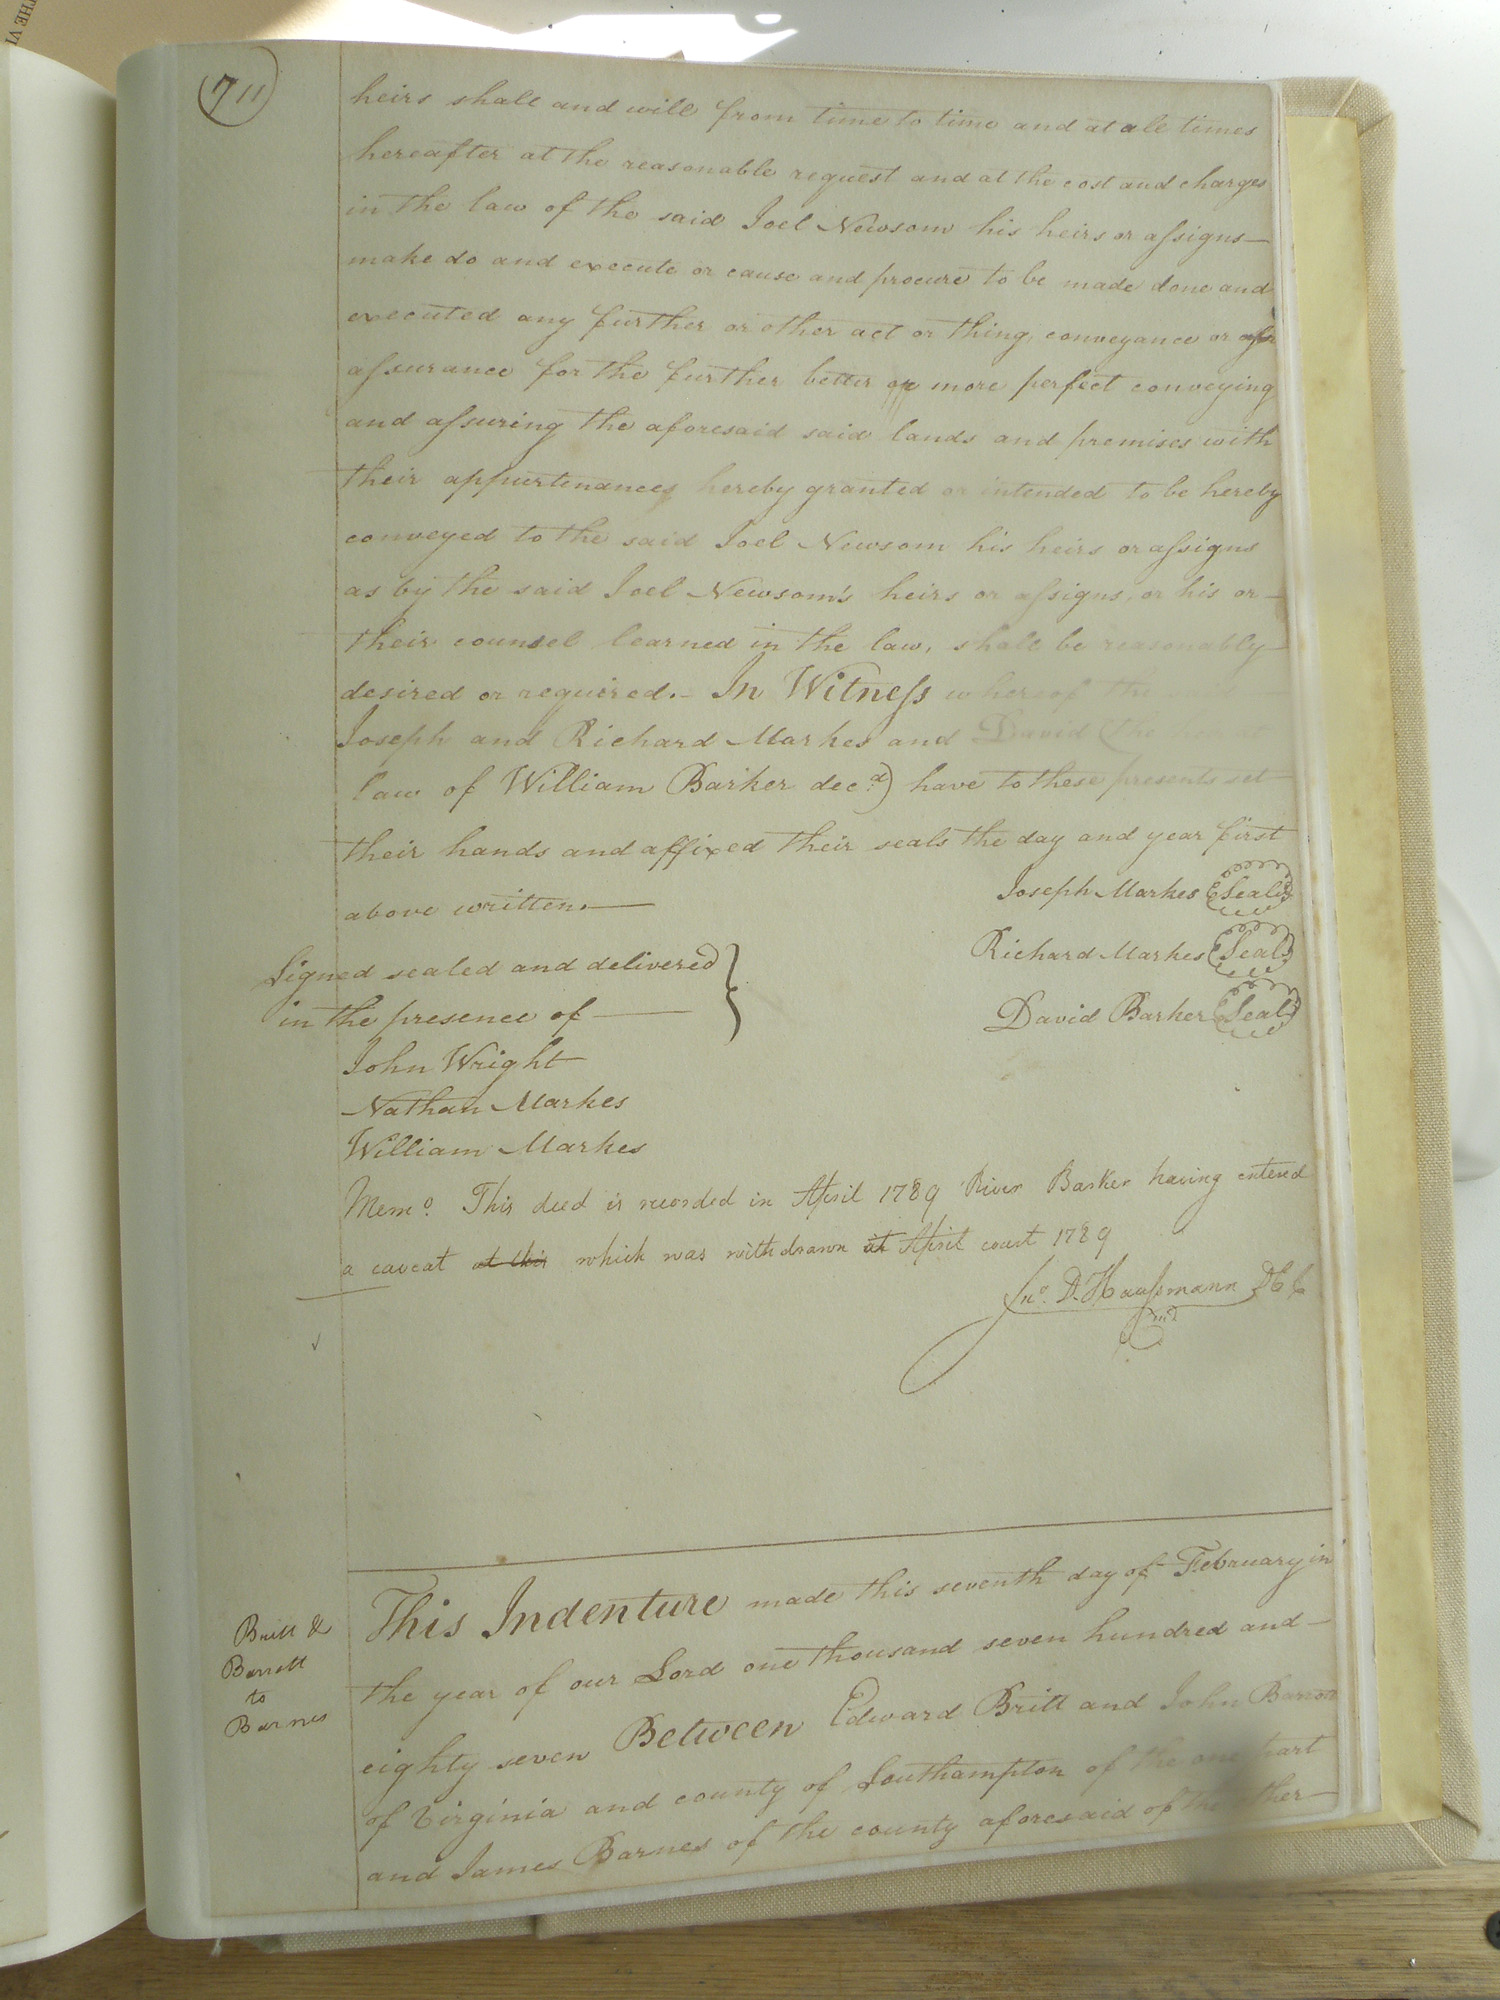 THE VI
711
heirs shall and will from time to time and at all times
hereafter at the reasonable request and at the cost and charges
in the law of the said Joel Newsom his heirs or assigns—
make do and execute or cause and procure to be made done and
executed any further or other act or thing, conveyance or
assurance for the further better or more perfect conveying
and assuring the aforesaid said lands and premises with
their appurtenances hereby granted or intended to be hereby
conveyed to the said Joel Newsom his heirs or assigns
as by the said Joel Newsom's heirs or assigns, or his or—
their counsel learned in the law, shall be reasonably—
desired or required.— In Witness whereof the
Joseph and Richard Markes and David (the
law of William Barker decd.) have to these presents set
their hands and affixed their seals the day and year first
above written.—
Joseph Markes Seal
Richard Markes Seal
David Barker Seal
Signed sealed and delivered
in the presence of —
John Wright
Nathan Markes
William Markes
Memo. This deed is recorded in April 1789 River Barker having entered
a caveat at this which was withdrawn at April court 1789
Jno. D. Haussmann DC
Britt &
Barrett
to
Barnes
This Indenture made this seventh day of February in
the year of our Lord one thousand seven hundred and—
eighty seven Between Edward Britt and John
of Virginia and county of Southampton of the one part
and James Barnes of the county aforesaid of the other—